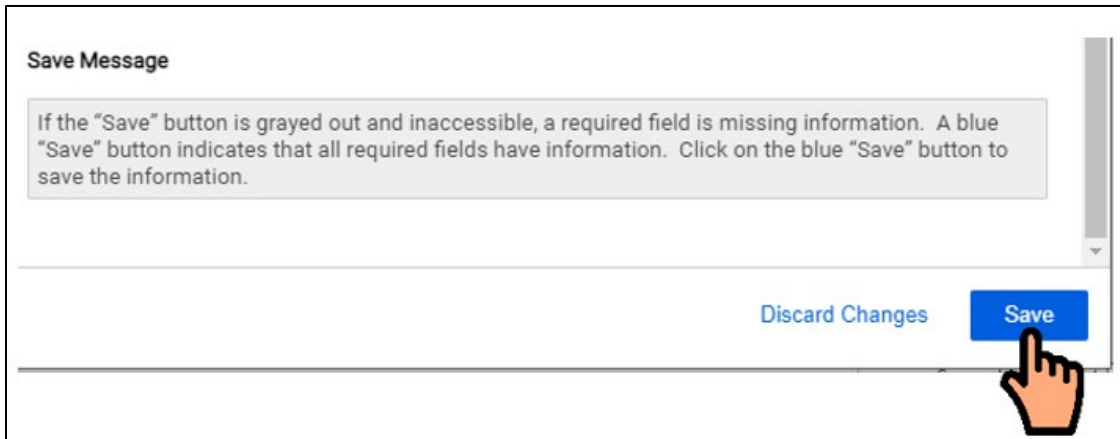 Save Message
If the “Save” button is grayed out and inaccessible, a required field is missing information.  A blue
“Save” button indicates that all required fields have information.  Click on the blue “Save” button to
save the information.
Discard Changes
Save